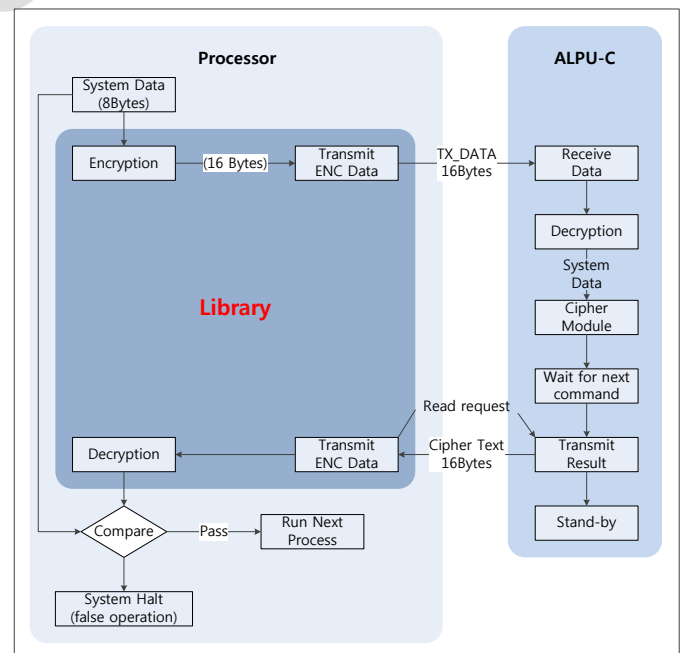 Processor
ALPU-C
System Data
(8Bytes)
Encryption
(16 Bytes)
Transmit
ENC Data
TX_DATA
16Bytes
Receive
Data
Decryption
System
Data
Library
Cipher
Module
Wait for next
command
Read request
Decryption
Transmit
ENC Data
Cipher Text
16Bytes
Transmit
Result
Compare
Pass
Run Next
Process
Stand-by
System Halt
(false operation)